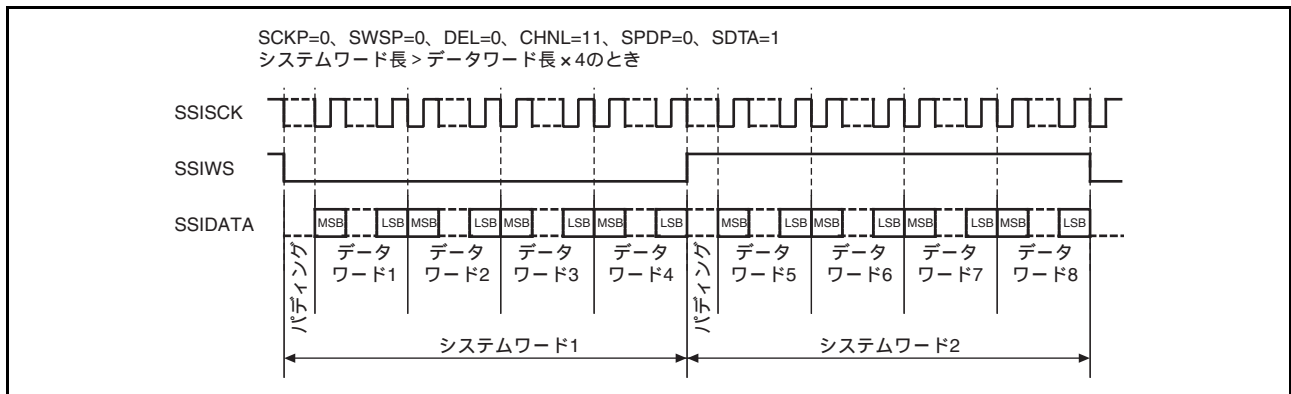 SCKP=0、SWSP=0、DEL=0、CHNL=11、SPDP=0、SDTA=1
システムワード長>データワード長×4のとき
SSISCK
SSIWS
SSIDATA
MSB LSB MSB LSB MSB LSB MSB LSB MSB LSB MSB LSB MSB LSB MSB LSB
パディング
データ
ワード1
データ
ワード2
データ
ワード3
データ
ワード4
パディング
データ
ワード5
データ
ワード6
データ
ワード7
データ
ワード8
システムワード1
システムワード2